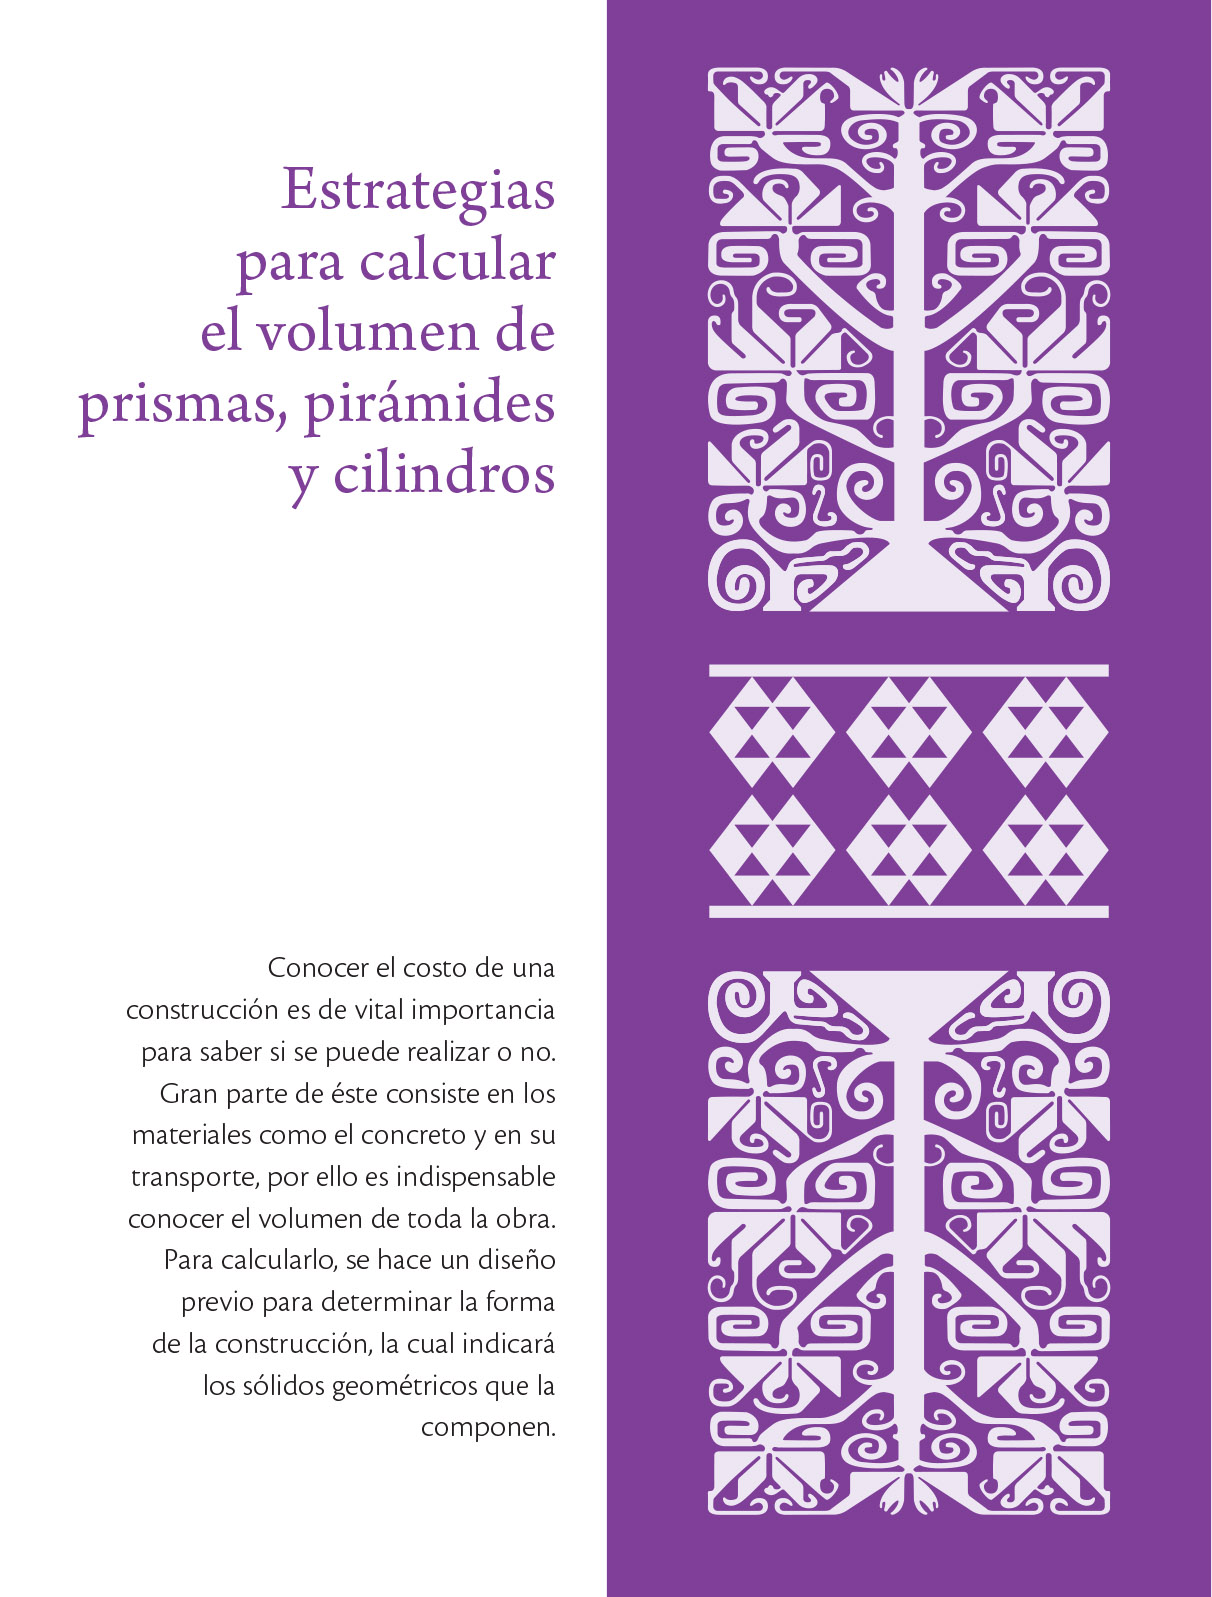 Estrategias
para calcular
el volumen de
prismas, pirámides
y cilindros
Conocer el costo de una
construcción es de vital importancia
para saber si se puede realizar o no.
Gran parte de éste consiste en los
materiales como el concreto y en su
transporte, por ello es indispensable
conocer el volumen de toda la obra.
Para calcularlo, se hace un diseño
previo para determinar la forma
de la construcción, la cual indicará
los sólidos geométricos que la
componen.